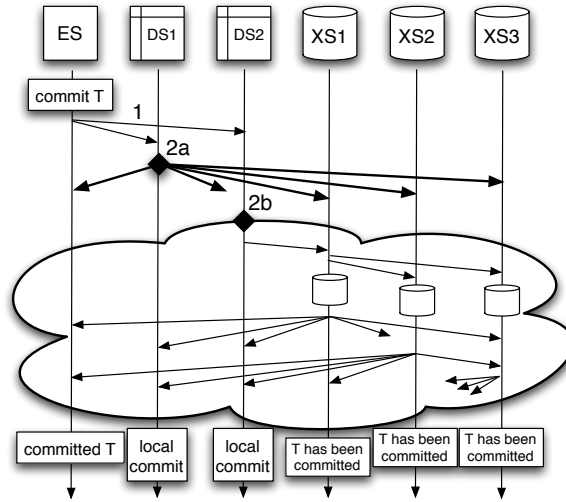 ES
DS1
DS2
XS1
XS2
XS3
commit T
1
2a
2b
committed T
local
commit
local
commit
T has been
committed
T has been
committed
T has been
committed